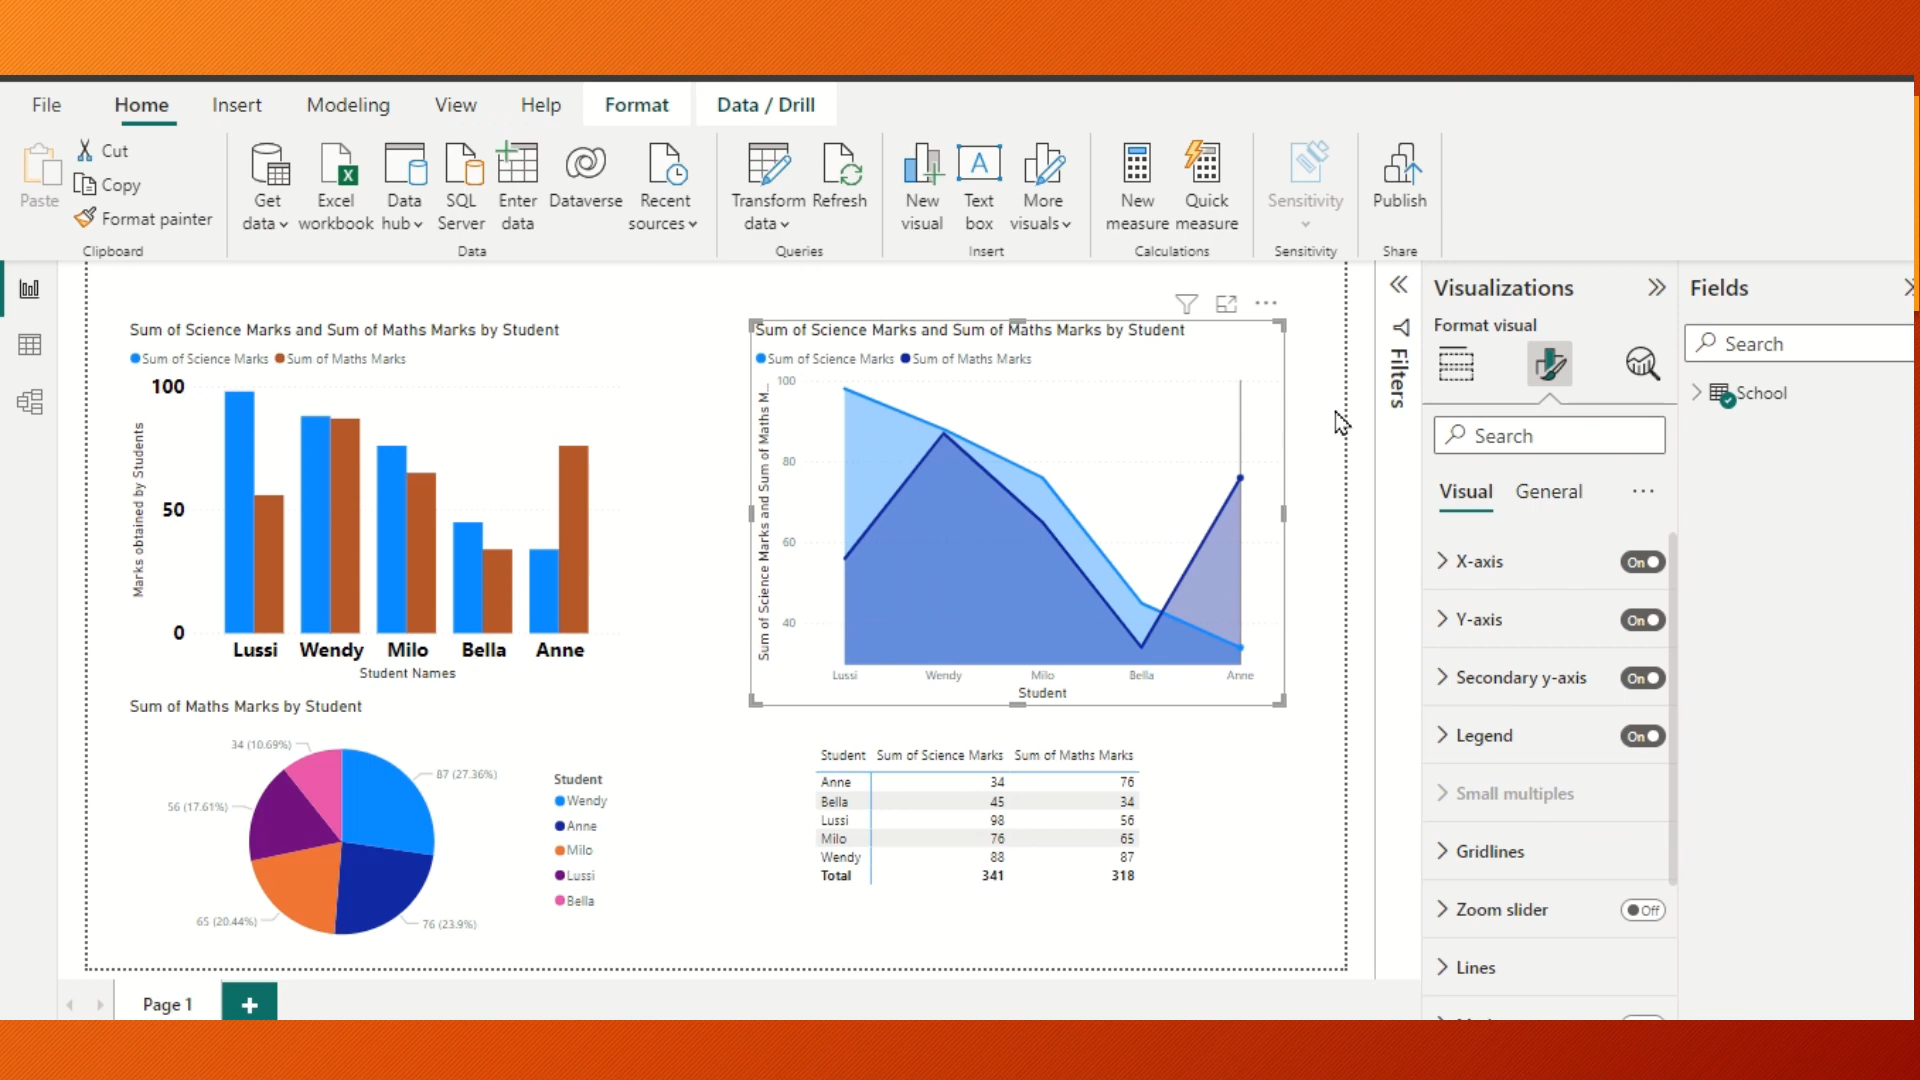 File Home Insert Modeling View Help Format Data / Drill
Paste
Cut
Copy
Format painter
Clipboard
Get data
Excel workbook
Data hub
SQL Server
Enter data
Dataverse
Recent sources
Data
Transform data
Refresh
Queries
New visual
Text box
More visuals
Insert
New measure
Quick measure
Calculations
Sensitivity
Sensitivity
Publish
Share
Sum of Science Marks and Sum of Maths Marks by Student
Sum of Science Marks Sum of Maths Marks
Marks obtained by Students
100
50
0
Lussi Wendy Milo Bella Anne
Student Names
Sum of Science Marks and Sum of Maths Marks by Student
Sum of Science Marks Sum of Maths Marks
Sum of Science Marks and Sum of Maths M...
100
80
60
40
Lussi Wendy Milo Bella Anne
Student
Sum of Maths Marks by Student
34 (10.69%)
87 (27.36%)
56 (17.61%)
65 (20.44%)
76 (23.9%)
Student
Wendy
Anne
Milo
Lussi
Bella
Student Sum of Science Marks Sum of Maths Marks
Anne 34 76
Bella 45 34
Lussi 98 56
Milo 76 65
Wendy 88 87
Total 341 318
Filters
Visualizations
Format visual
Search
Visual General ...
X-axis On
Y-axis On
Secondary y-axis On
Legend On
Small multiples
Gridlines
Zoom slider Off
Lines
Fields
Search
School
Page 1